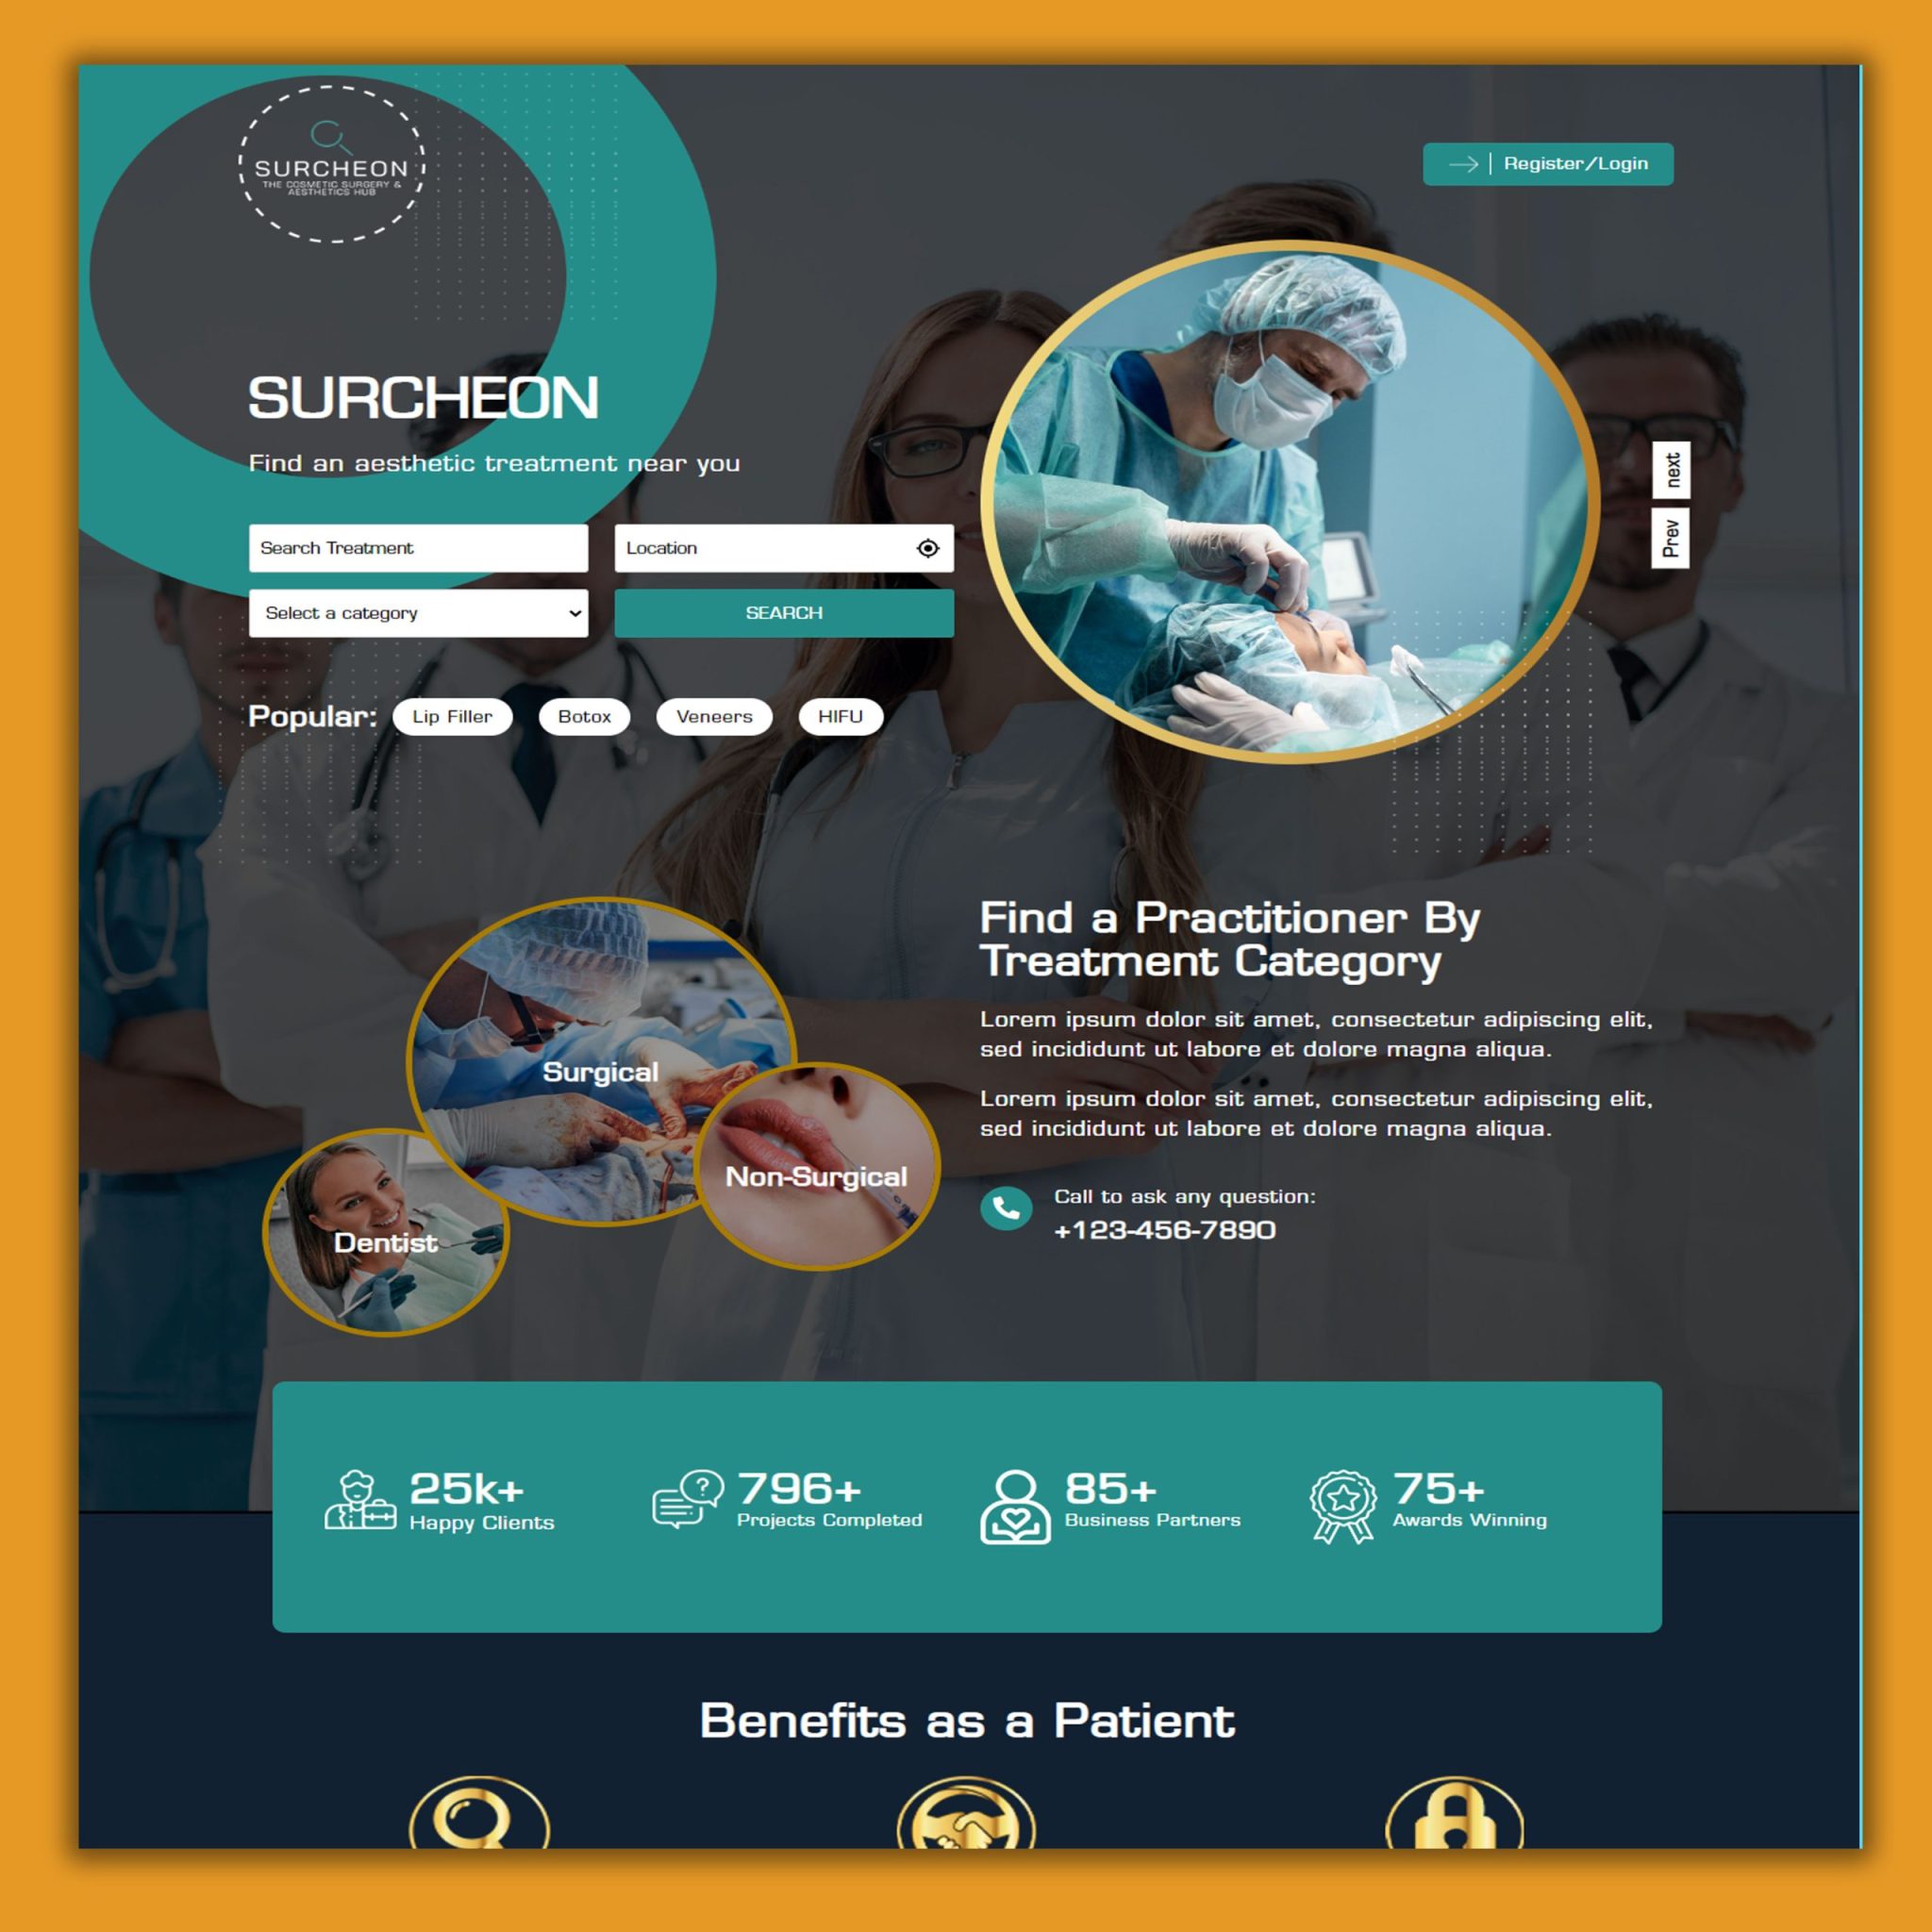 SURCHEON
THE COSMETIC SURGERY &
AESTHETICS HUB
Register/Login
SURCHEON
Find an aesthetic treatment near you
Search Treatment
Location
Select a category
SEARCH
Popular:
Lip Filler
Botox
Veneers
HIFU
next
Prev
Surgical
Non-Surgical
Dentist
Find a Practitioner By
Treatment Category
Lorem ipsum dolor sit amet, consectetur adipiscing elit,
sed incididunt ut labore et dolore magna aliqua.
Lorem ipsum dolor sit amet, consectetur adipiscing elit,
sed incididunt ut labore et dolore magna aliqua.
Call to ask any question:
+123-456-7890
25k+
Happy Clients
796+
Projects Completed
85+
Business Partners
75+
Awards Winning
Benefits as a Patient